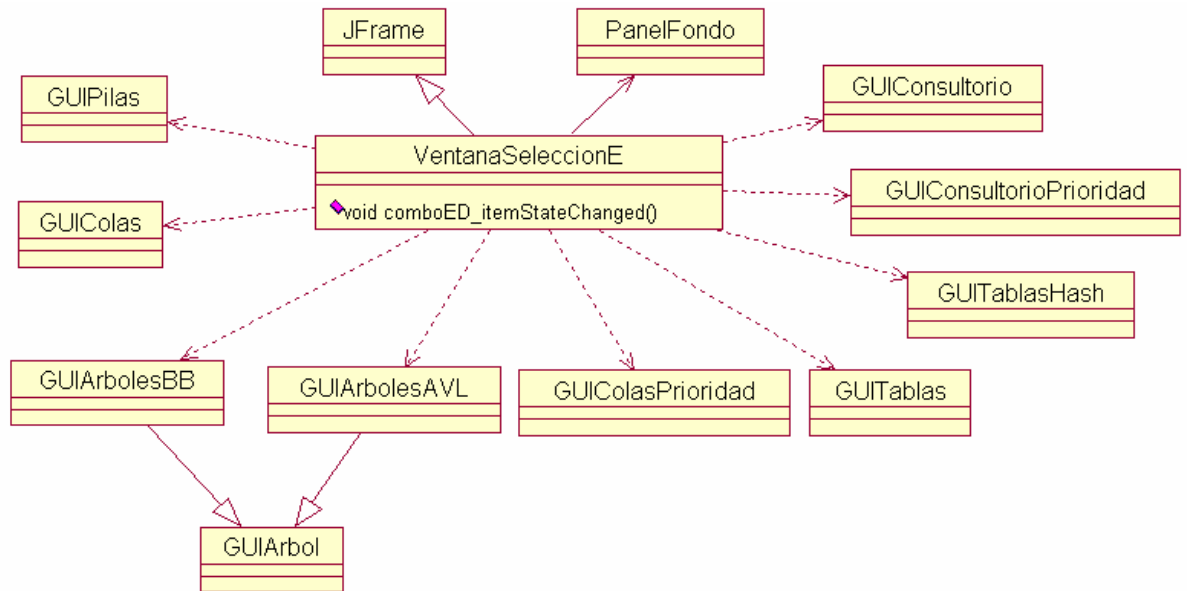 JFrame
PanelFondo
GUIPilas
GUIConsultorio
VentanaSeleccionE
void comboED_itemStateChanged()
GUIConsultorioPrioridad
GUIColas
GUITablasHash
GUIArbolesBB
GUIArbolesAVL
GUIColasPrioridad
GUITablas
GUIArbol